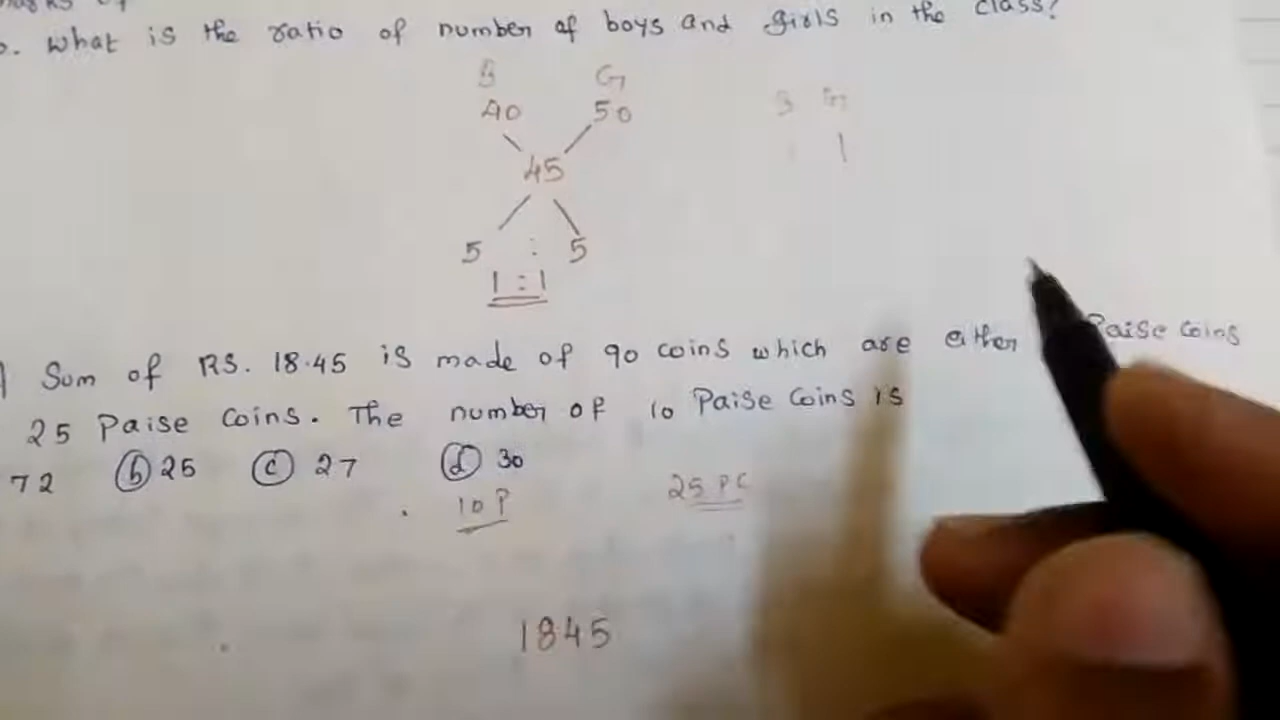 b. What is the ratio of number of boys and girls in the class?
B G
40 50
B G
45
1
5 : 5
1:1
Sum of RS. 18.45 is made of 90 coins which are either Paise coins
25 Paise Coins. The number of 10 Paise Coins is
72 (b) 25 (c) 27 (d) 30
10 P 25 PC
1845